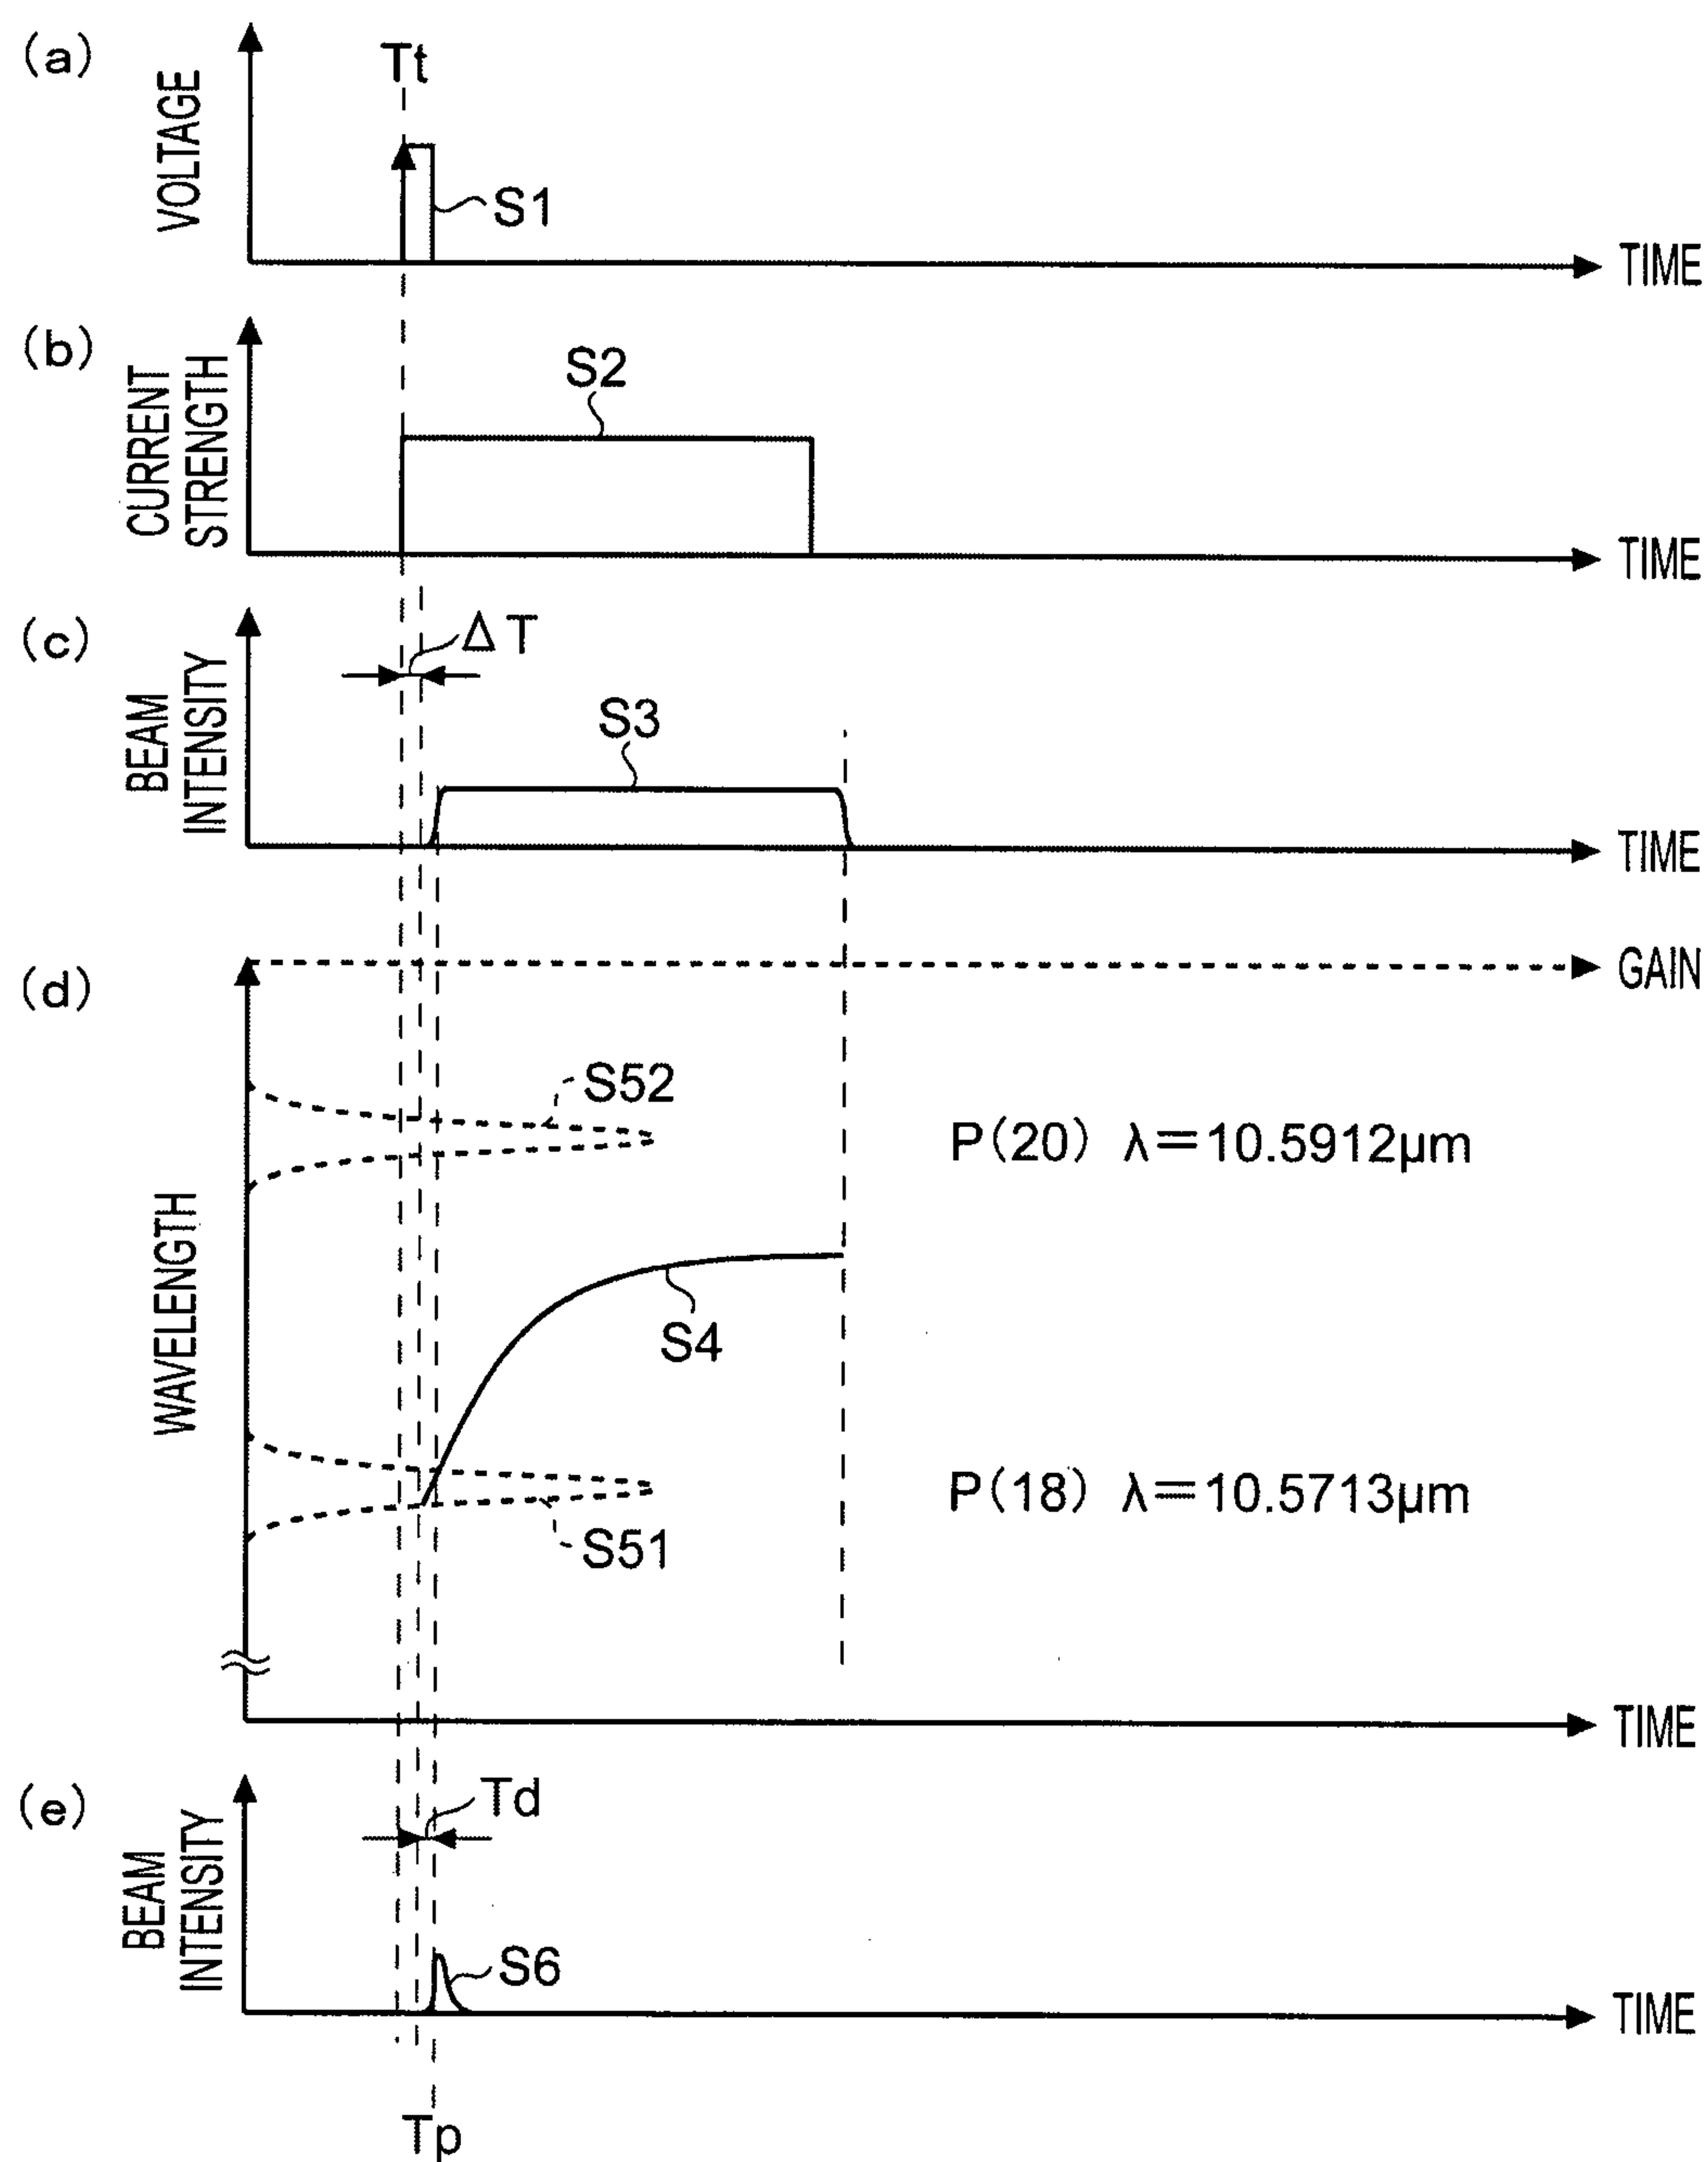 (a)
VOLTAGE
Tt
S1
TIME
(b)
CURRENT
STRENGTH
S2
TIME
(c)
BEAM
INTENSITY
ΔT
S3
TIME
(d)
WAVELENGTH
GAIN
S52
P(20) λ=10.5912μm
S4
P(18) λ=10.5713μm
S51
TIME
(e)
BEAM
INTENSITY
Td
S6
TIME
Tp